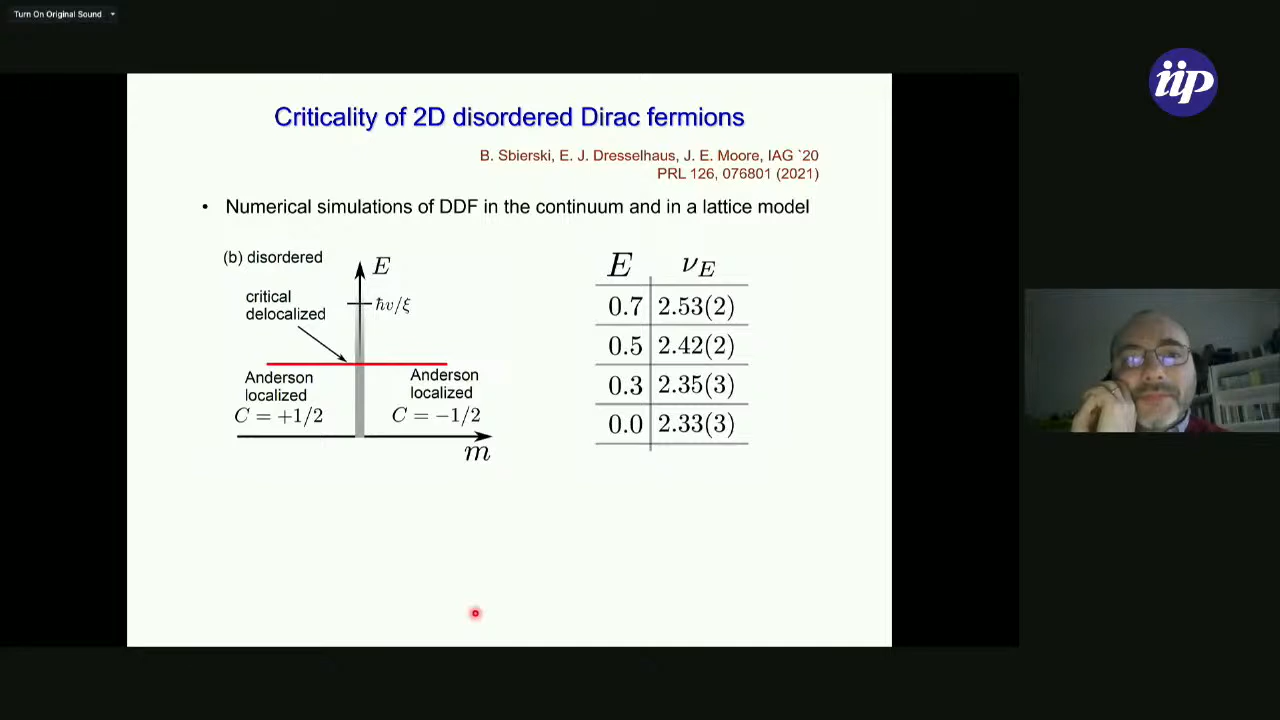 Turn On Original Sound
iip
Criticality of 2D disordered Dirac fermions
B. Sbierski, E. J. Dresselhaus, J. E. Moore, IAG `20
PRL 126, 076801 (2021)
• Numerical simulations of DDF in the continuum and in a lattice model
(b) disordered
E
ħv/ξ
critical
delocalized
Anderson
localized
C = +1/2
Anderson
localized
C = −1/2
m
E ν_E
0.7 2.53(2)
0.5 2.42(2)
0.3 2.35(3)
0.0 2.33(3)